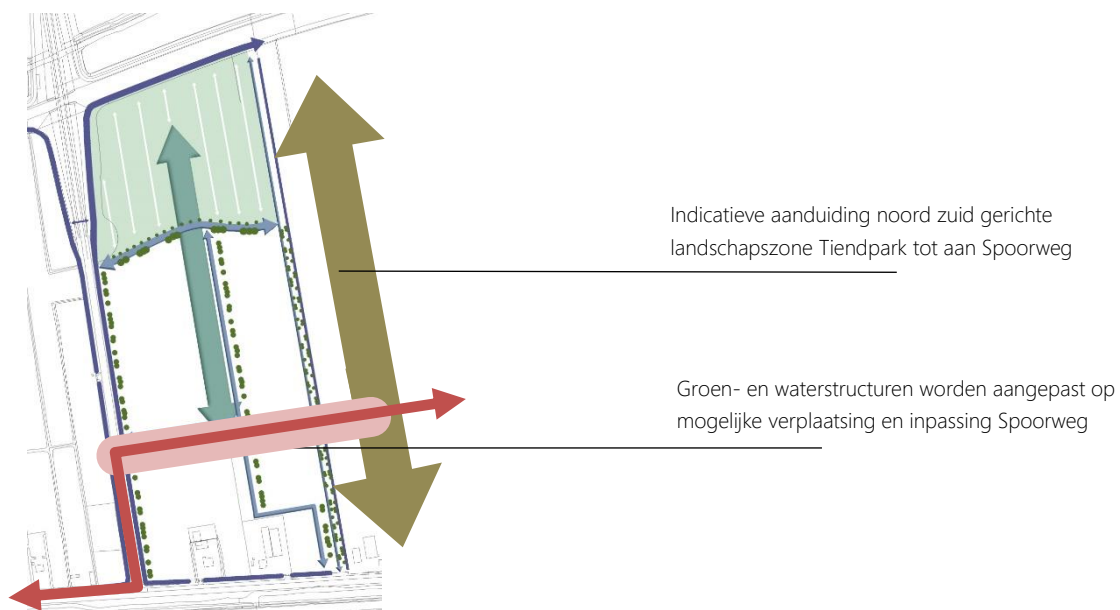 Indicatieve aanduiding noord zuid gerichte
landschapszone Tiendpark tot aan Spoorweg
Groen- en waterstructuren worden aangepast op
mogelijke verplaatsing en inpassing Spoorweg